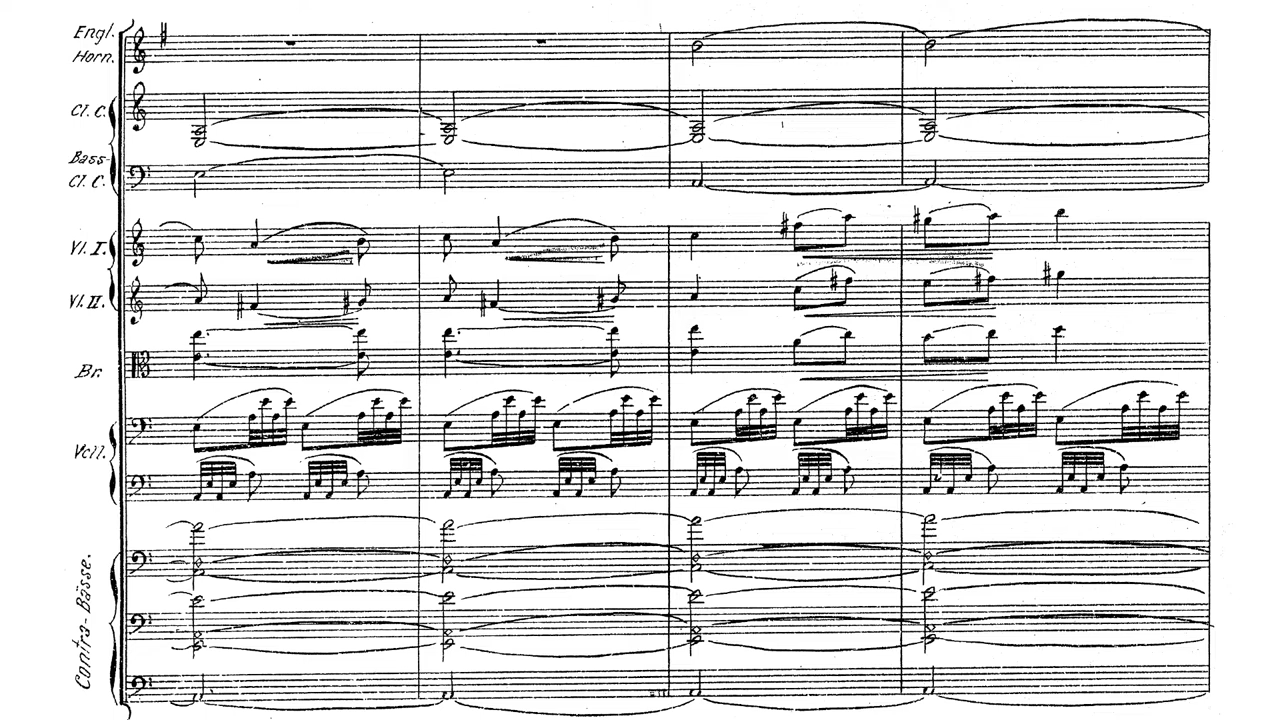 Engl.
Horn.
Cl. C.
Bass-
Cl. C.
Vl. I.
Vl. II.
Br.
Vcll.
Contra-Bässe.